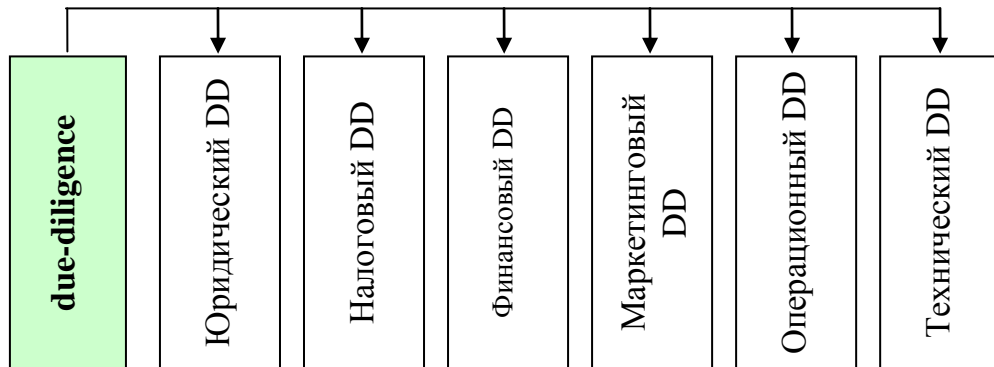 due-diligence
Юридический DD
Налоговый DD
Финансовый DD
Маркетинговый
DD
Операционный DD
Технический DD